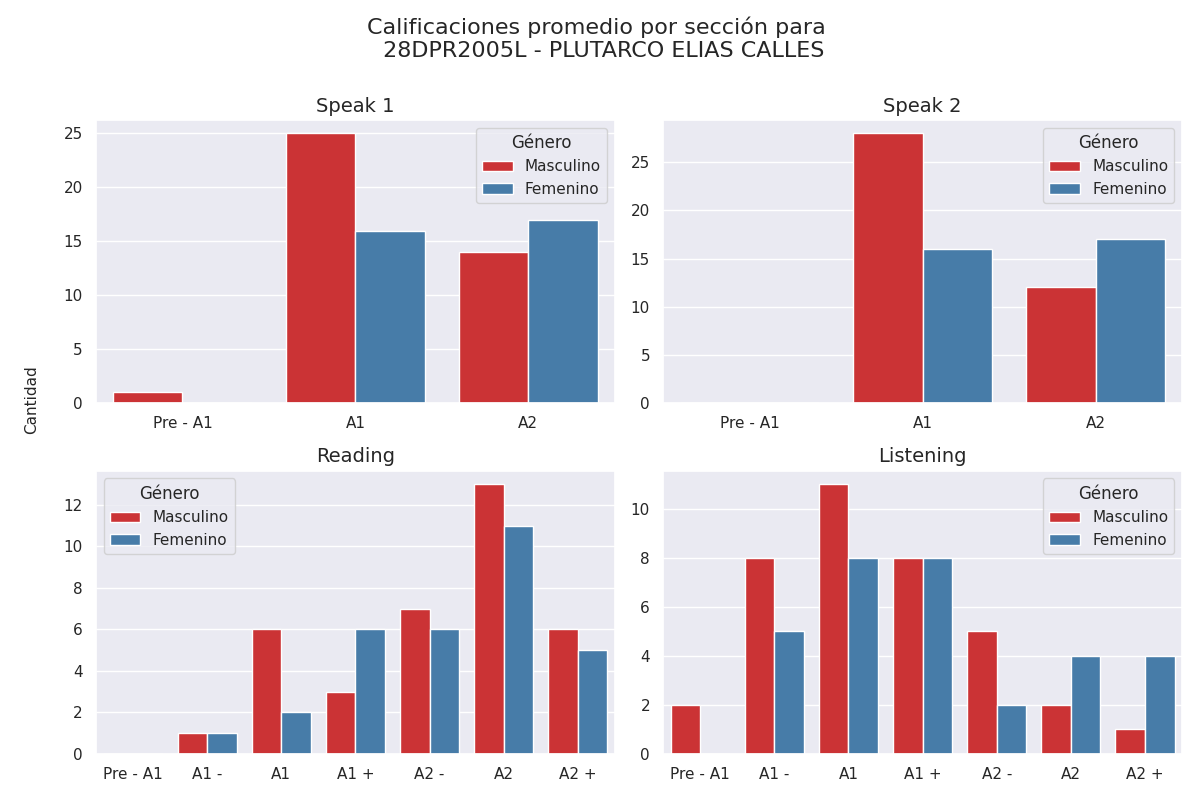 Calificaciones promedio por sección para
28DPR2005L - PLUTARCO ELIAS CALLES
Cantidad
Speak 1
25
20
15
10
5
0
Género
Masculino
Femenino
Pre - A1 A1 A2
Speak 2
25
20
15
10
5
0
Género
Masculino
Femenino
Pre - A1 A1 A2
Reading
12
10
8
6
4
2
0
Género
Masculino
Femenino
Pre - A1 A1 - A1 A1 + A2 - A2 A2 +
Listening
10
8
6
4
2
0
Género
Masculino
Femenino
Pre - A1 A1 - A1 A1 + A2 - A2 A2 +